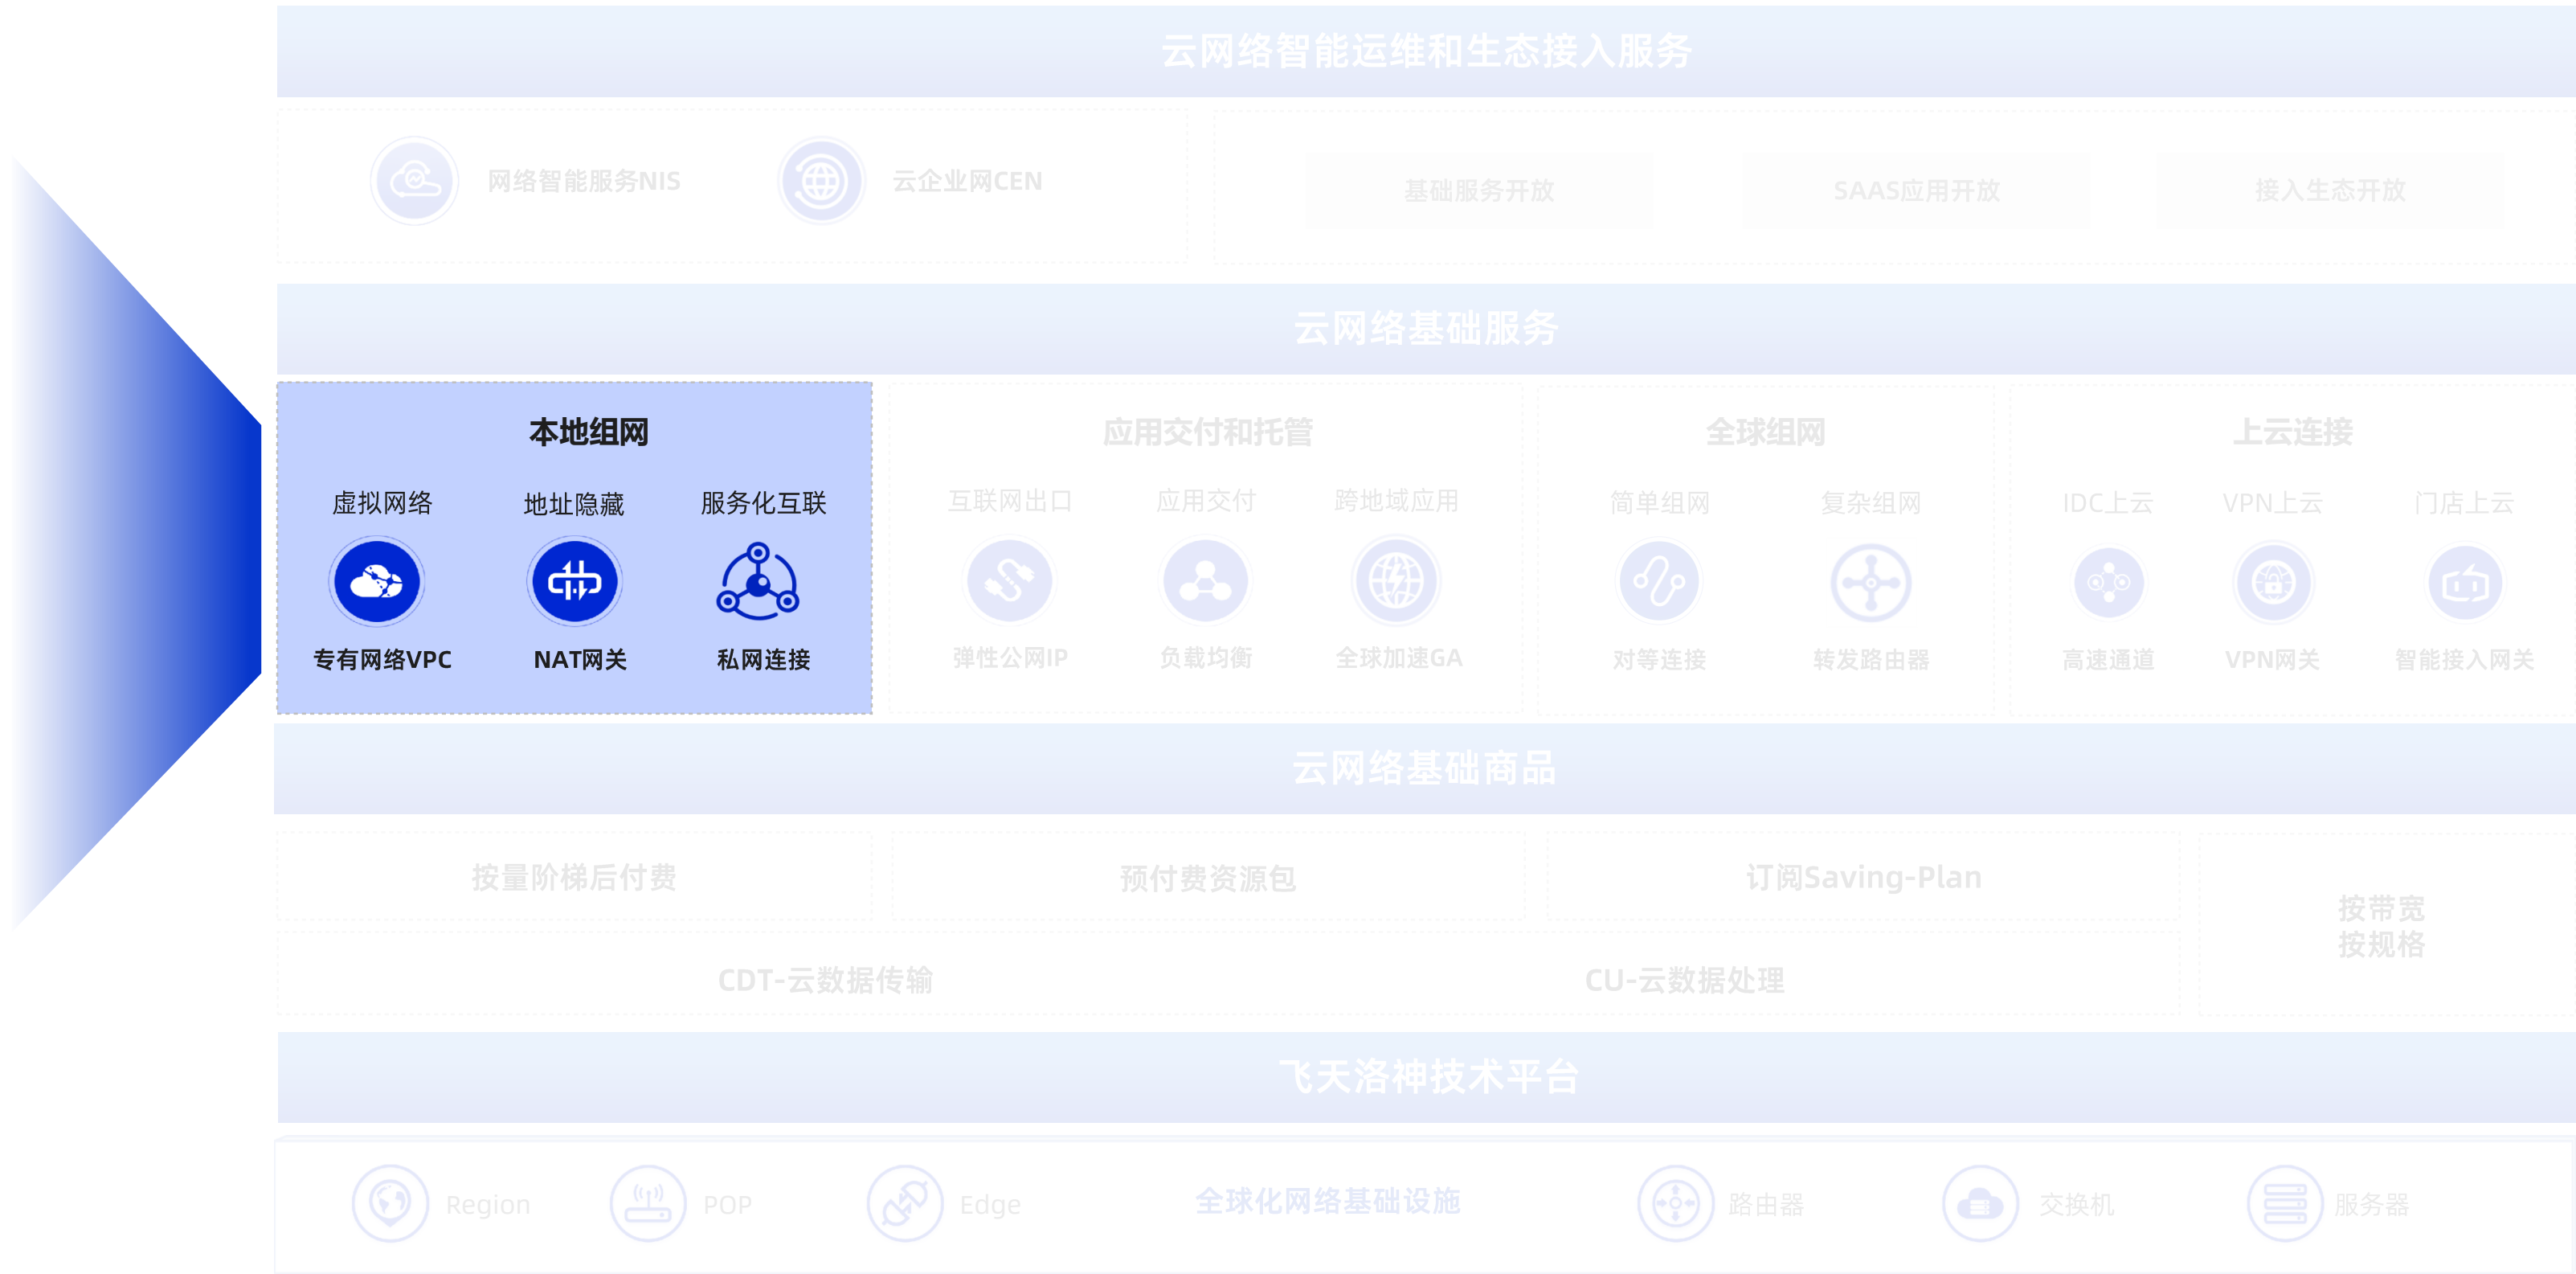 云网络智能运维和生态接入服务
网络智能服务NIS
云企业网CEN
基础服务开放
SAAS应用开放
接入生态开放
云网络基础服务
本地组网
虚拟网络
地址隐藏
服务化互联
专有网络VPC
NAT网关
私网连接
应用交付和托管
互联网出口
应用交付
跨地域应用
弹性公网IP
负载均衡
全球加速GA
全球组网
简单组网
复杂组网
对等连接
转发路由器
上云连接
IDC上云
VPN上云
门店上云
高速通道
VPN网关
智能接入网关
云网络基础商品
按量阶梯后付费
预付费资源包
订阅Saving-Plan
按带宽
按规格
CDT-云数据传输
CU-云数据处理
飞天洛神技术平台
Region
POP
Edge
全球化网络基础设施
路由器
交换机
服务器